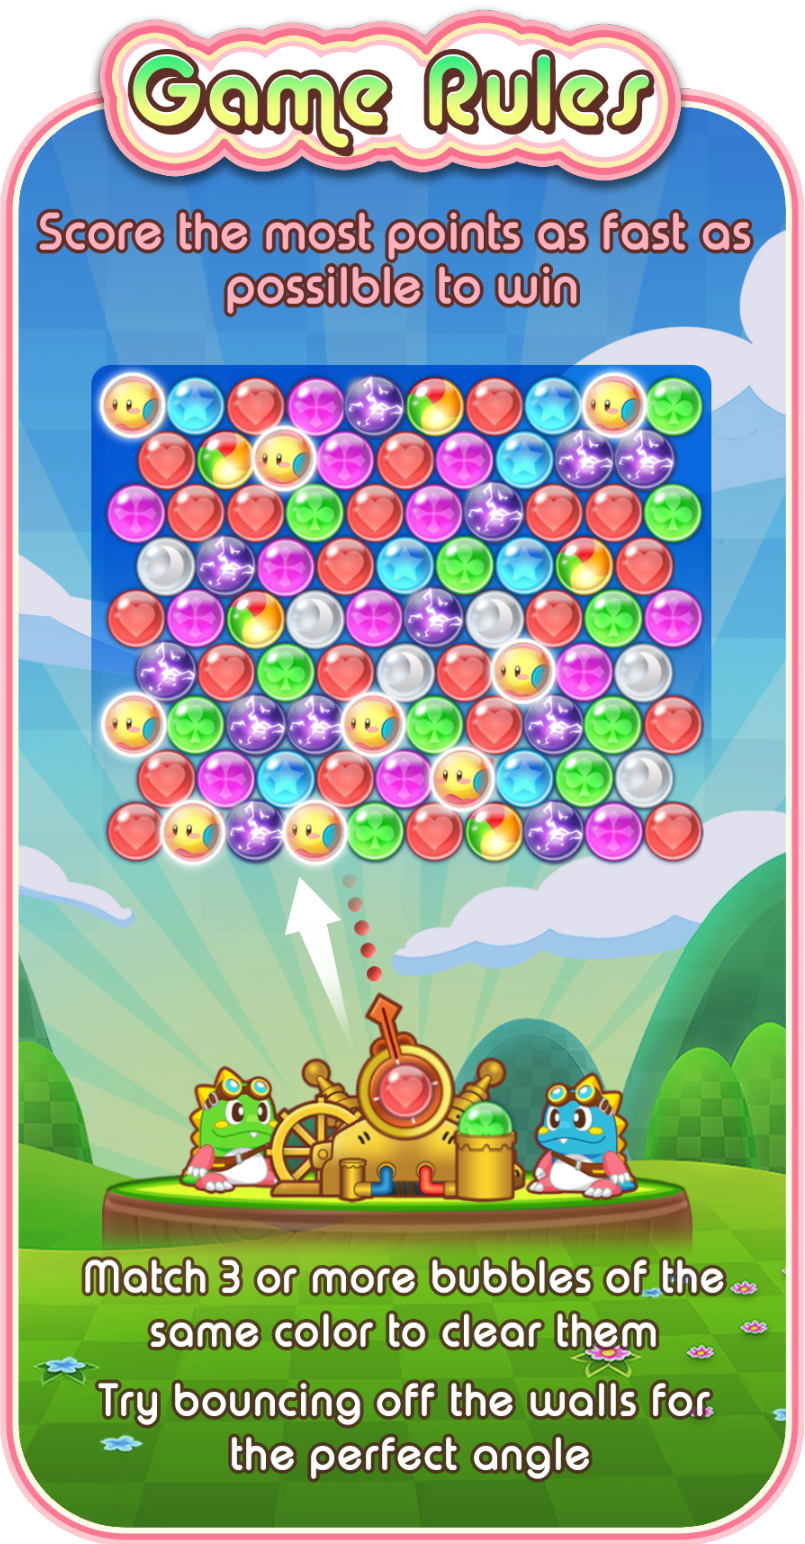 Game Rules
Score the most points as fast as
possilble to win
Match 3 or more bubbles of the
same color to clear them
Try bouncing off the walls for
the perfect angle